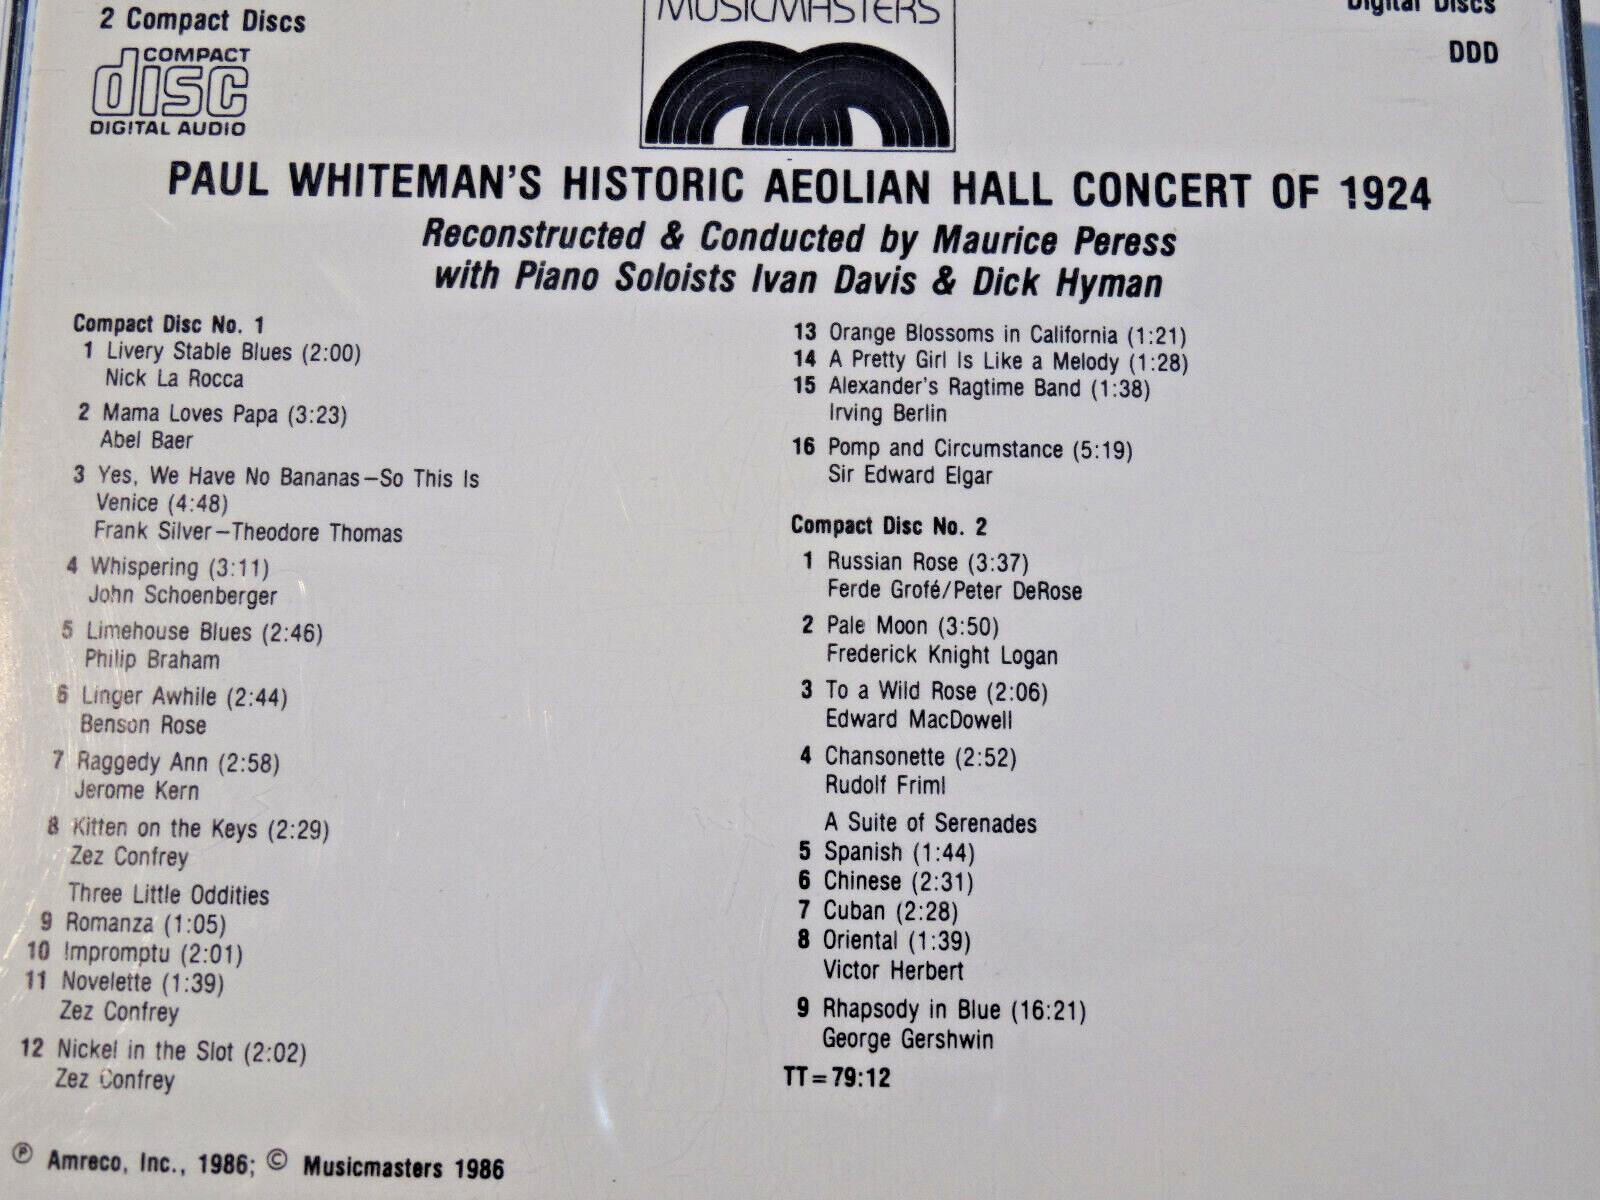 2 Compact Discs
COMPACT
disc
DIGITAL AUDIO
MUSICMASTERS
Digital Discs
DDD
PAUL WHITEMAN'S HISTORIC AEOLIAN HALL CONCERT OF 1924
Reconstructed & Conducted by Maurice Peress
with Piano Soloists Ivan Davis & Dick Hyman
Compact Disc No. 1
1 Livery Stable Blues (2:00)
Nick La Rocca
2 Mama Loves Papa (3:23)
Abel Baer
3 Yes, We Have No Bananas–So This Is
Venice (4:48)
Frank Silver–Theodore Thomas
4 Whispering (3:11)
John Schoenberger
5 Limehouse Blues (2:46)
Philip Braham
6 Linger Awhile (2:44)
Benson Rose
7 Raggedy Ann (2:58)
Jerome Kern
8 Kitten on the Keys (2:29)
Zez Confrey
Three Little Oddities
9 Romanza (1:05)
10 Impromptu (2:01)
11 Novelette (1:39)
Zez Confrey
12 Nickel in the Slot (2:02)
Zez Confrey
13 Orange Blossoms in California (1:21)
14 A Pretty Girl Is Like a Melody (1:28)
15 Alexander's Ragtime Band (1:38)
Irving Berlin
16 Pomp and Circumstance (5:19)
Sir Edward Elgar
Compact Disc No. 2
1 Russian Rose (3:37)
Ferde Grofé/Peter DeRose
2 Pale Moon (3:50)
Frederick Knight Logan
3 To a Wild Rose (2:06)
Edward MacDowell
4 Chansonette (2:52)
Rudolf Friml
A Suite of Serenades
5 Spanish (1:44)
6 Chinese (2:31)
7 Cuban (2:28)
8 Oriental (1:39)
Victor Herbert
9 Rhapsody in Blue (16:21)
George Gershwin
TT=79:12
℗ Amreco, Inc., 1986; © Musicmasters 1986